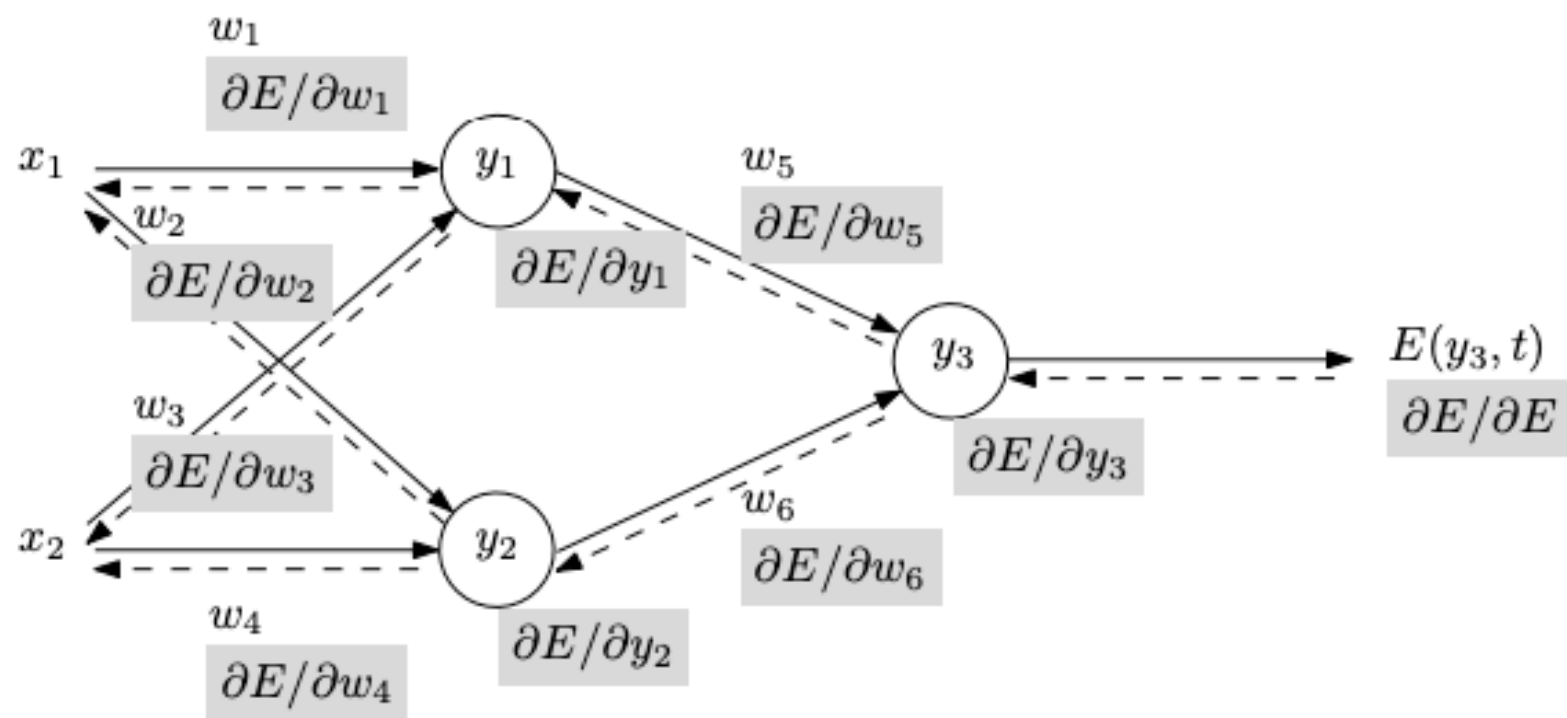 w₁
∂E/∂w₁
x₁
y₁
w₅
∂E/∂w₅
w₂
∂E/∂w₂
∂E/∂y₁
y₃
E(y₃, t)
∂E/∂E
w₃
∂E/∂w₃
∂E/∂y₃
x₂
y₂
w₆
∂E/∂w₆
w₄
∂E/∂w₄
∂E/∂y₂